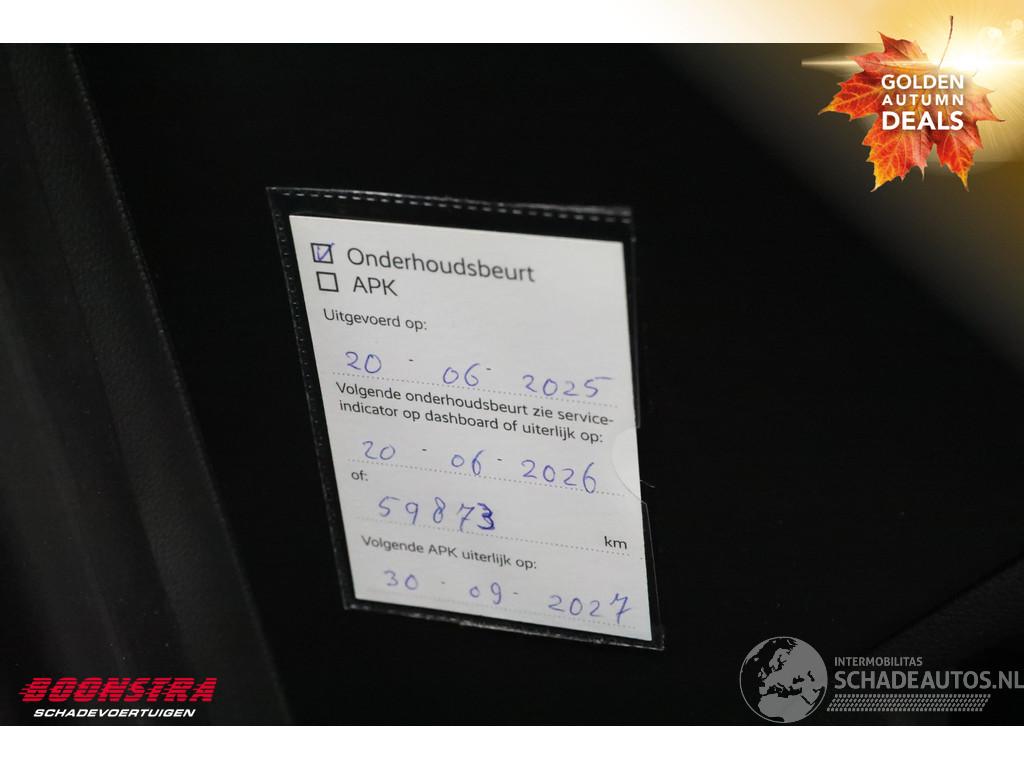 GOLDEN
AUTUMN
DEALS
Onderhoudsbeurt
APK
Uitgevoerd op:
20 - 06 - 2025
Volgende onderhoudsbeurt zie service-
indicator op dashboard of uiterlijk op:
20 - 06 - 2026
of:
59873 km
Volgende APK uiterlijk op:
30 - 09 - 2027
BOONSTRA
SCHADEVOERTUIGEN
INTERMOBILITAS
SCHADEAUTOS.NL